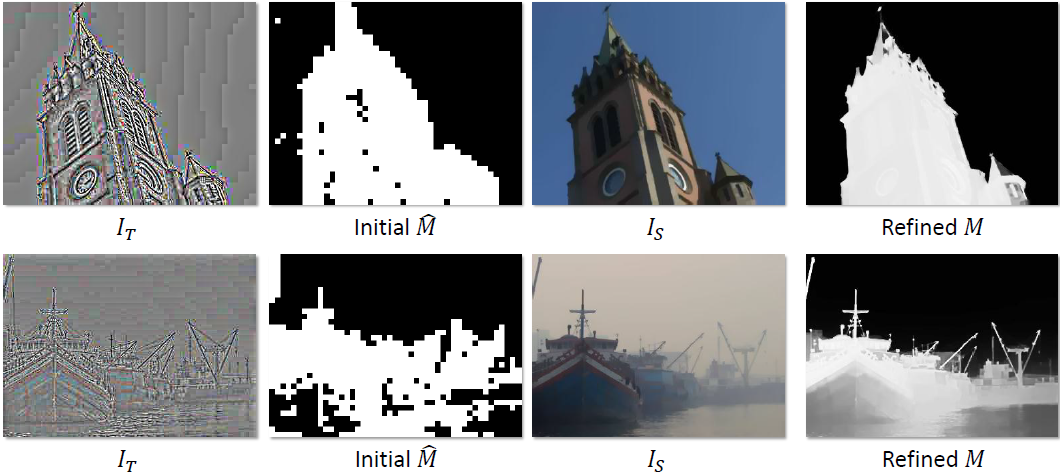 I_T Initial M̂ I_S Refined M
I_T Initial M̂ I_S Refined M